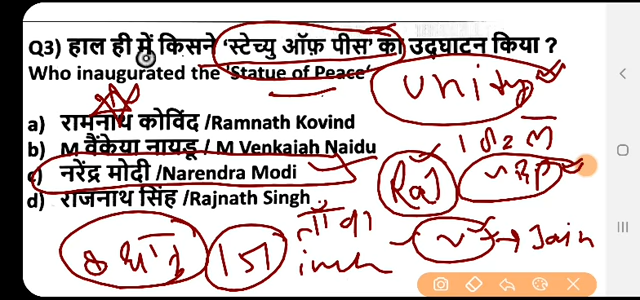 Q3) हाल ही में किसने ‘स्टेच्यु ऑफ़ पीस’ का उद्घाटन किया ?
Who inaugurated the ‘Statue of Peace’
unity
a) रामनाथ कोविंद /Ramnath Kovind
b) M वैंकेया नायडू / M Venkaiah Naidu
c) नरेंद्र मोदी /Narendra Modi
Raj
d) राजनाथ सिंह /Rajnath Singh
151
inch
Jain